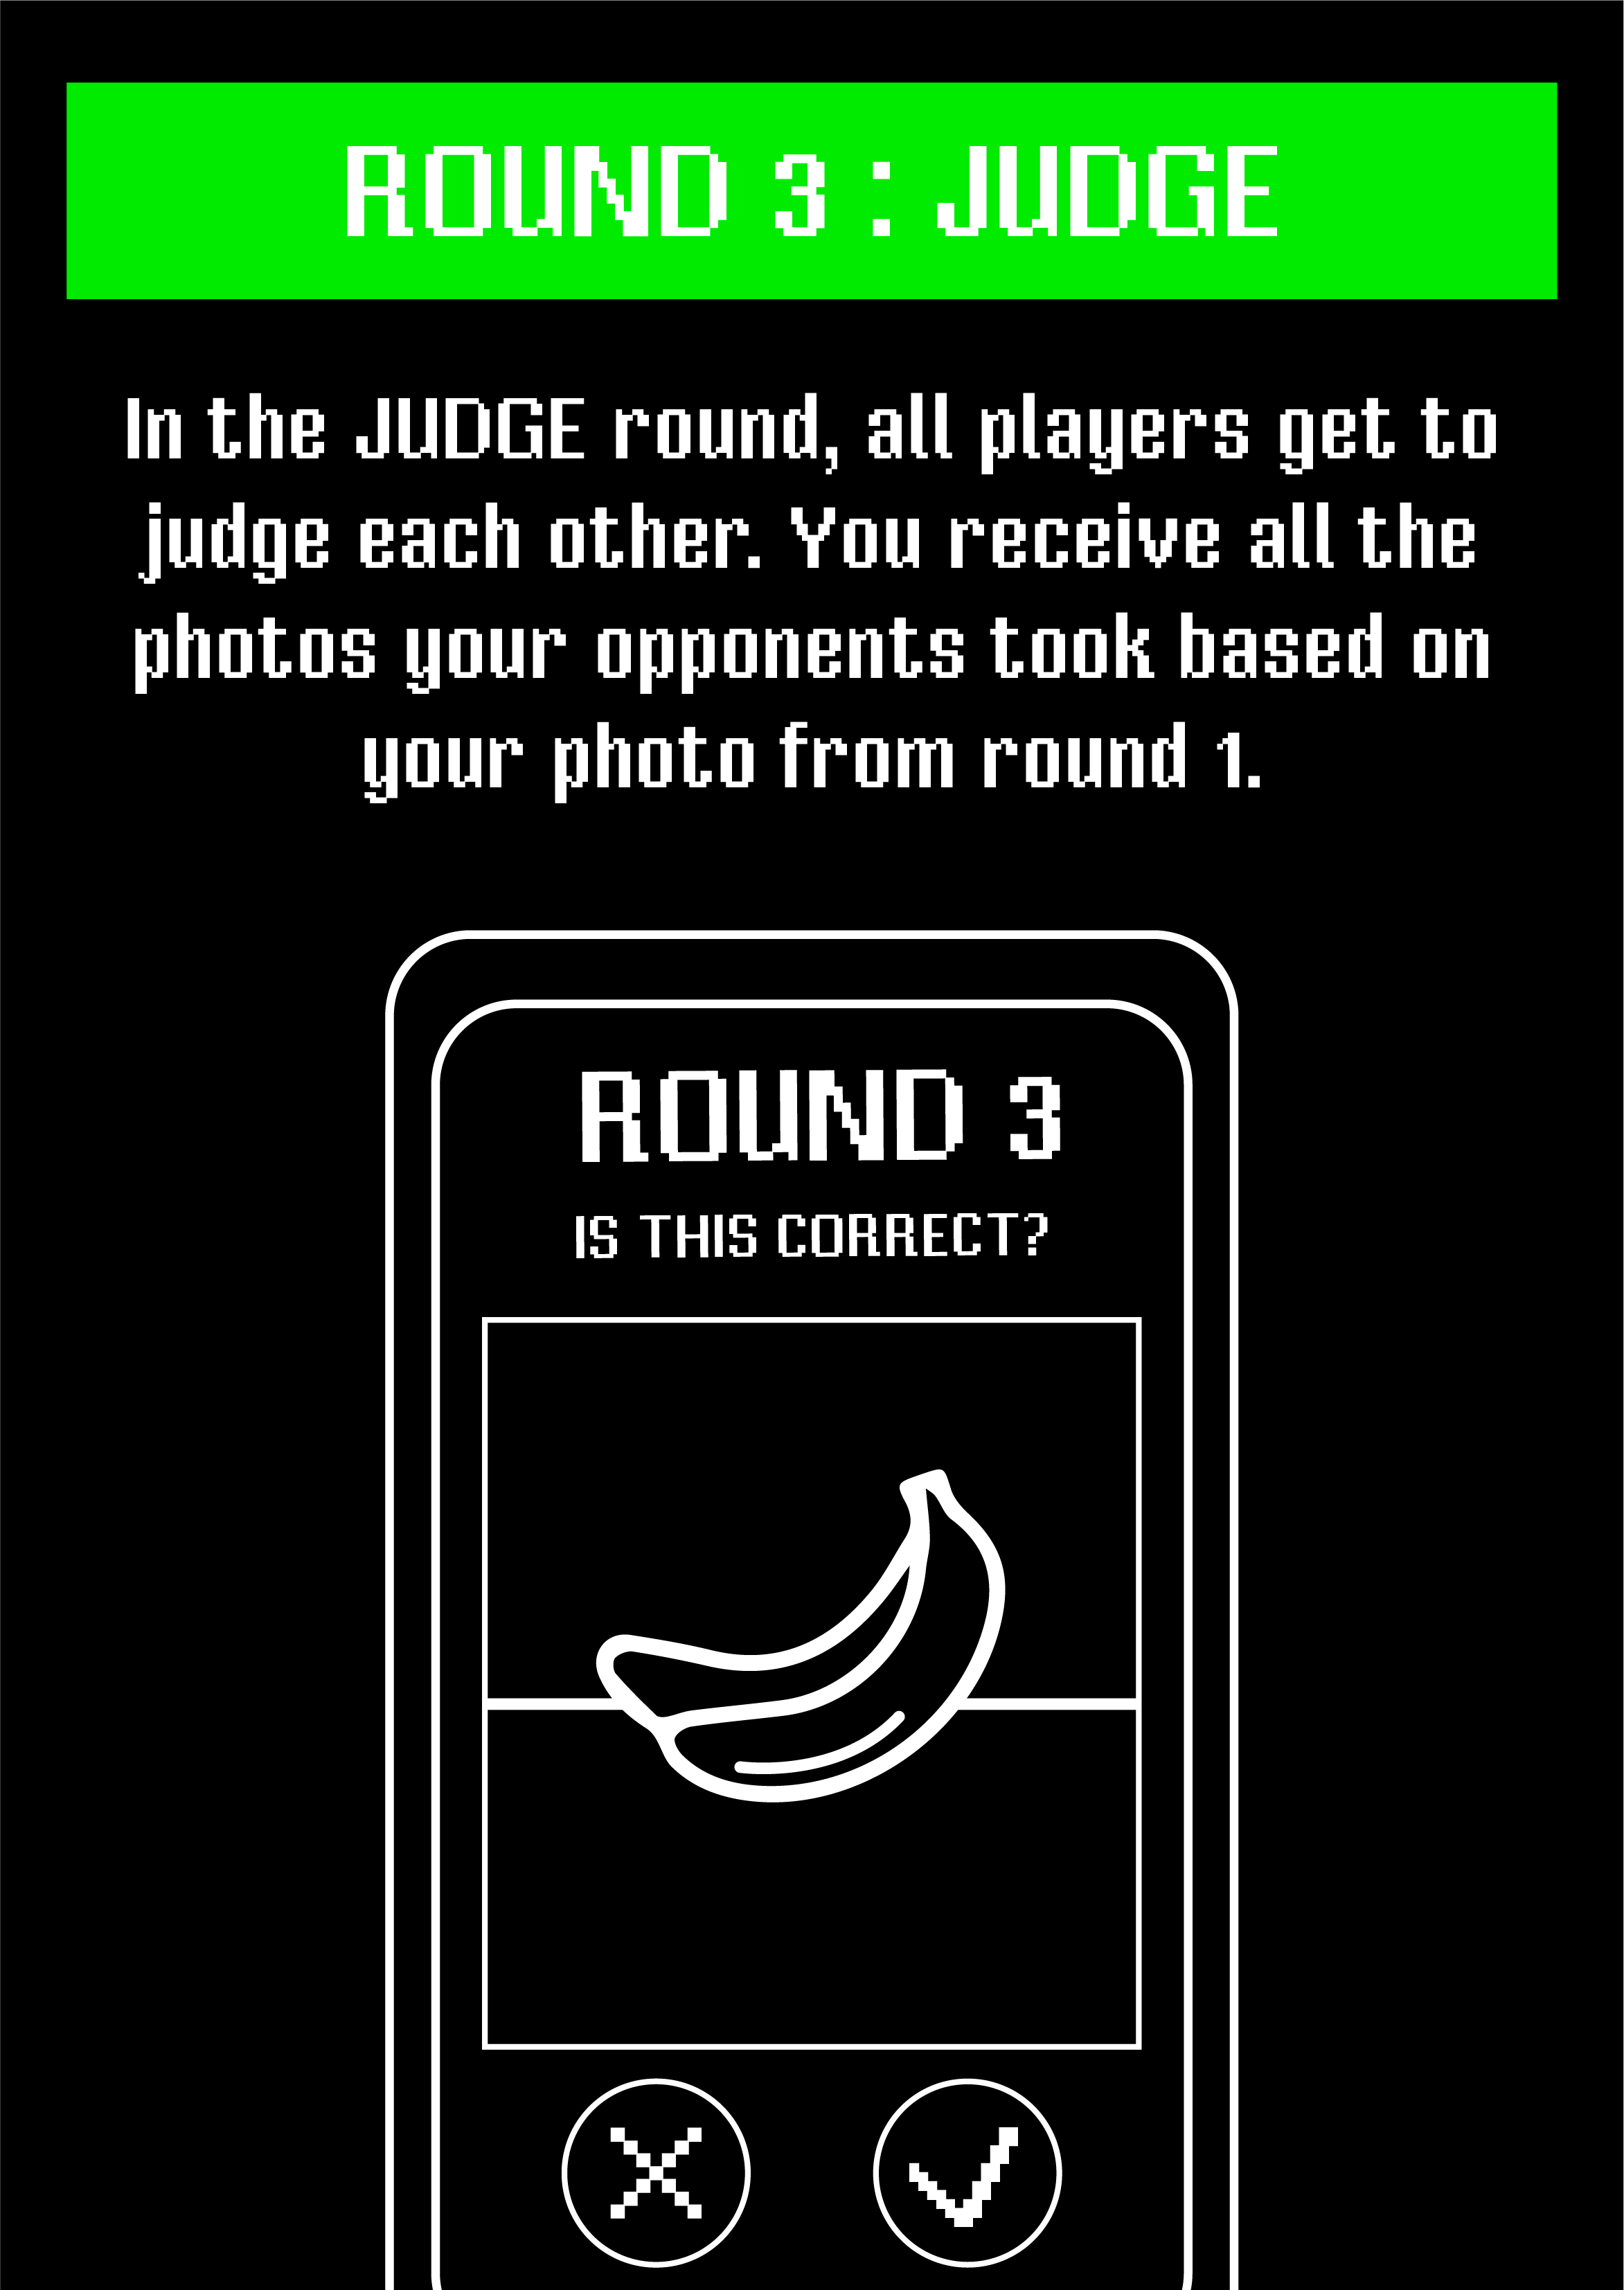 ROUND 3 : JUDGE
In the JUDGE round, all players get to
judge each other. You receive all the
photos your opponents took based on
your photo from round 1.
ROUND 3
IS THIS CORRECT?